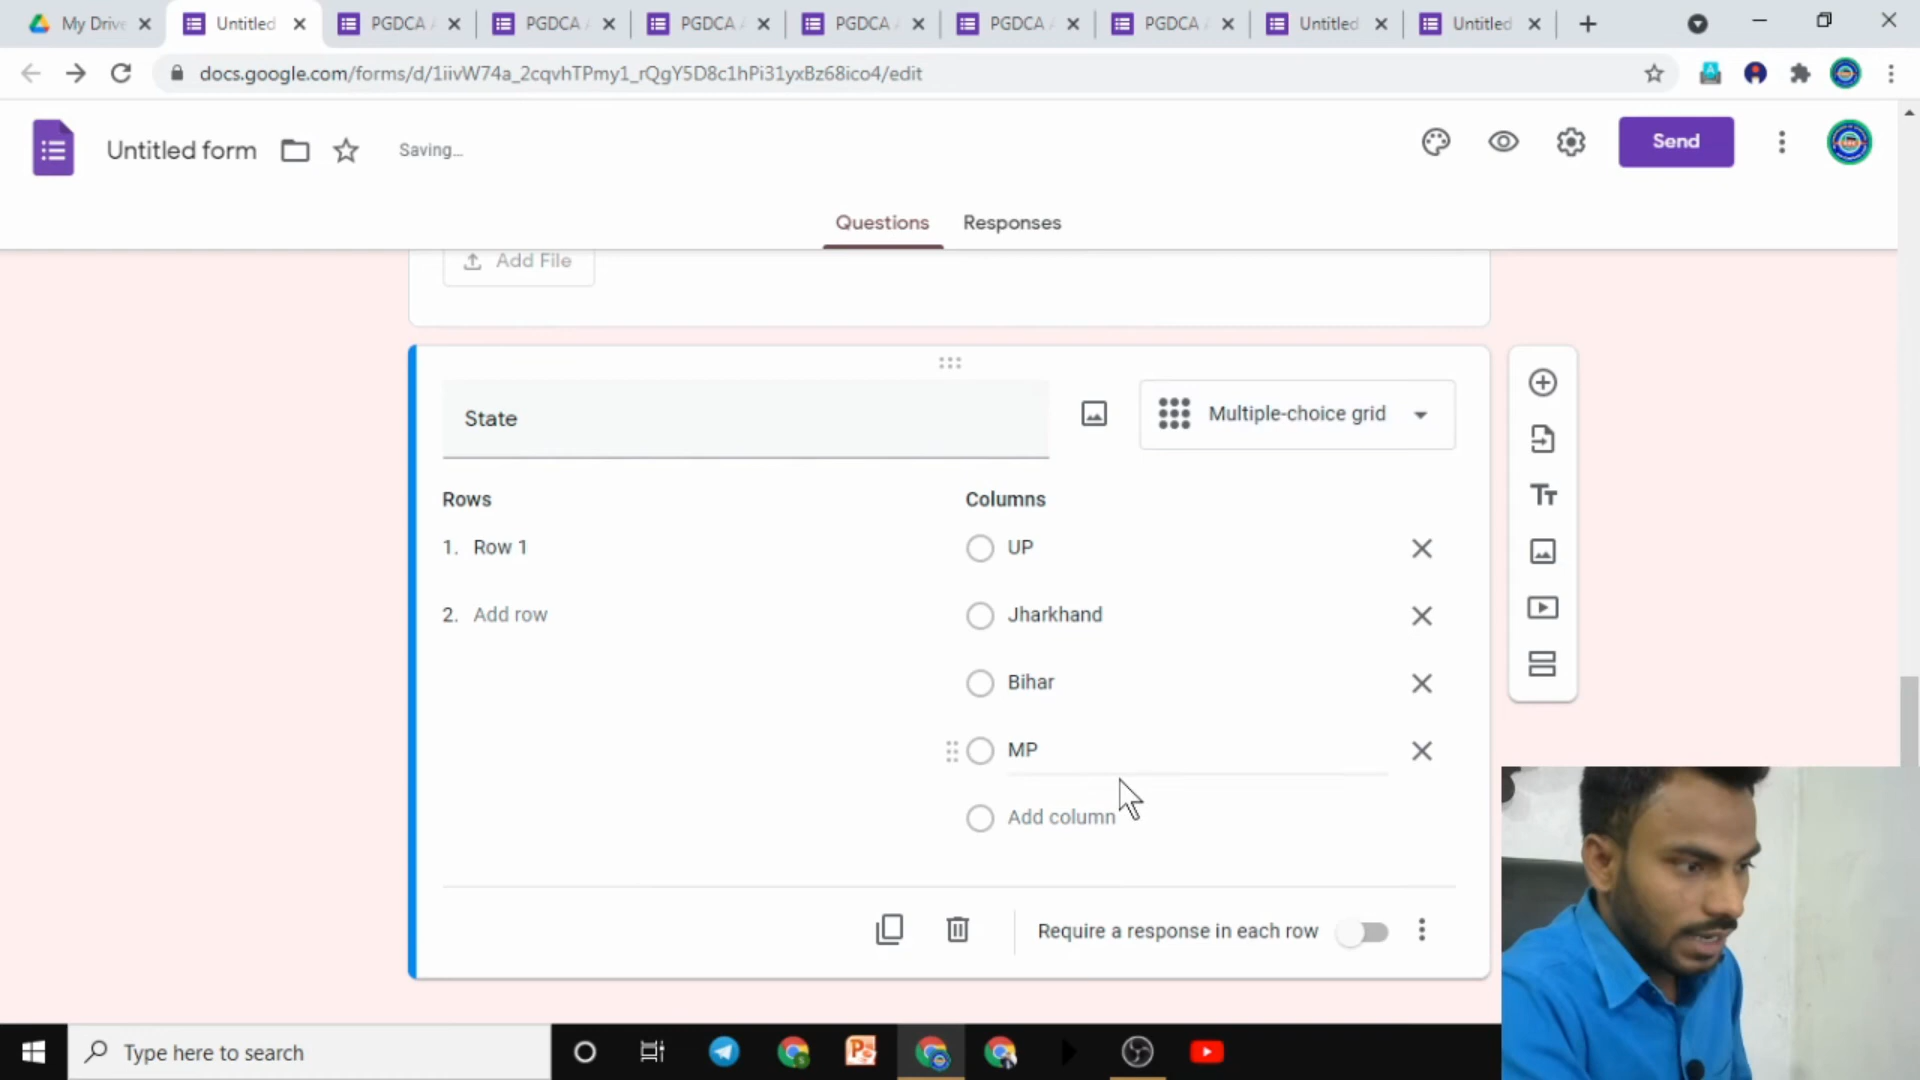 My Drive
Untitled
PGDCA
PGDCA
PGDCA
PGDCA
PGDCA
PGDCA
Untitled
Untitled
docs.google.com/forms/d/1iivW74a_2cqvhTPmy1_rQgY5D8c1hPi31yxBz68ico4/edit
Untitled form
Saving...
Send
Questions
Responses
Add File
State
Multiple-choice grid
Rows
Columns
1. Row 1
UP
2. Add row
Jharkhand
Bihar
MP
Add column
Require a response in each row
Type here to search